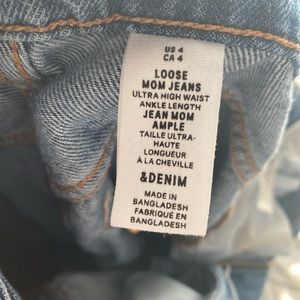 US 4
CA 4
LOOSE
MOM JEANS
ULTRA HIGH WAIST
ANKLE LENGTH
JEAN MOM
AMPLE
TAILLE ULTRA-
HAUTE
LONGUEUR
À LA CHEVILLE
&DENIM
MADE IN
BANGLADESH
FABRIQUÉ EN
BANGLADESH